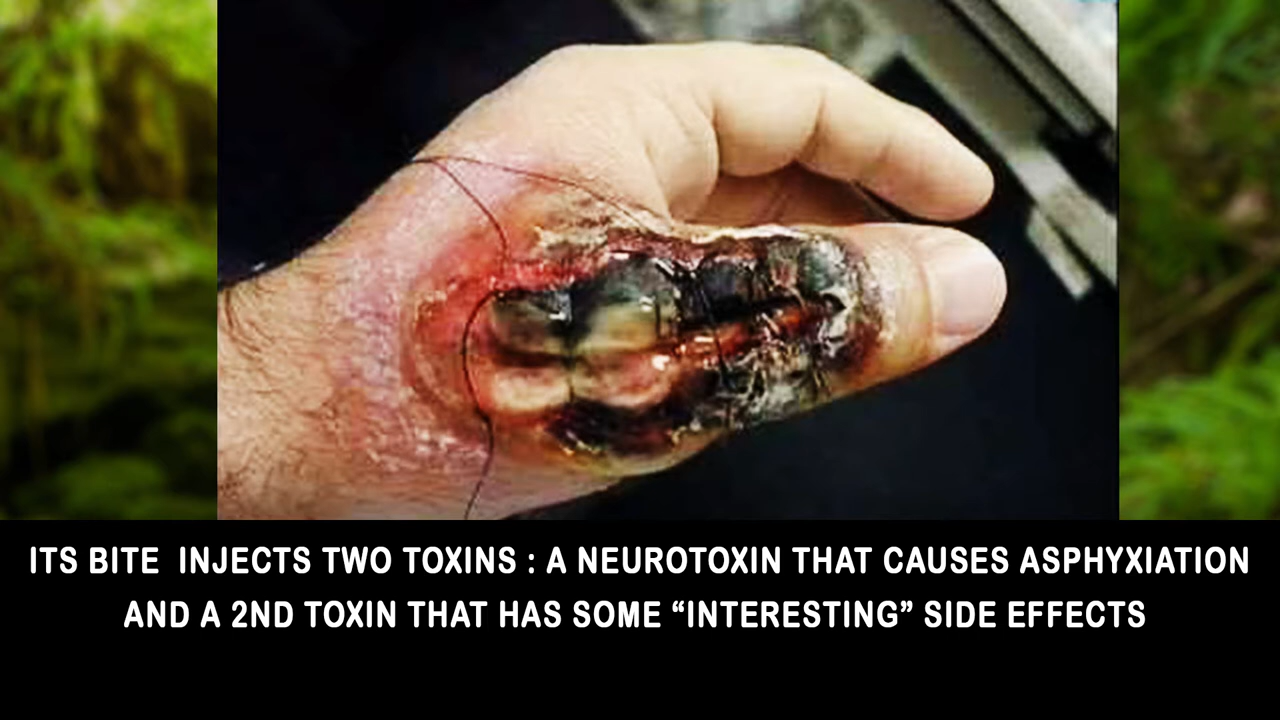 ITS BITE  INJECTS TWO TOXINS : A NEUROTOXIN THAT CAUSES ASPHYXIATION
AND A 2ND TOXIN THAT HAS SOME “INTERESTING” SIDE EFFECTS